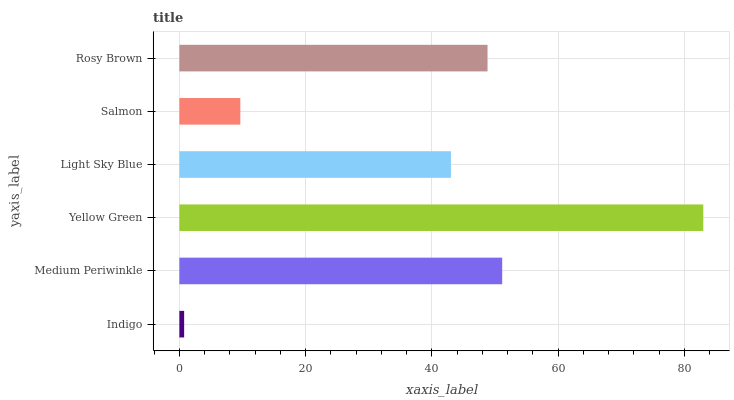 title
Rosy Brown
Salmon
Light Sky Blue
Yellow Green
Medium Periwinkle
Indigo
yaxis_label
0 20 40 60 80
xaxis_label